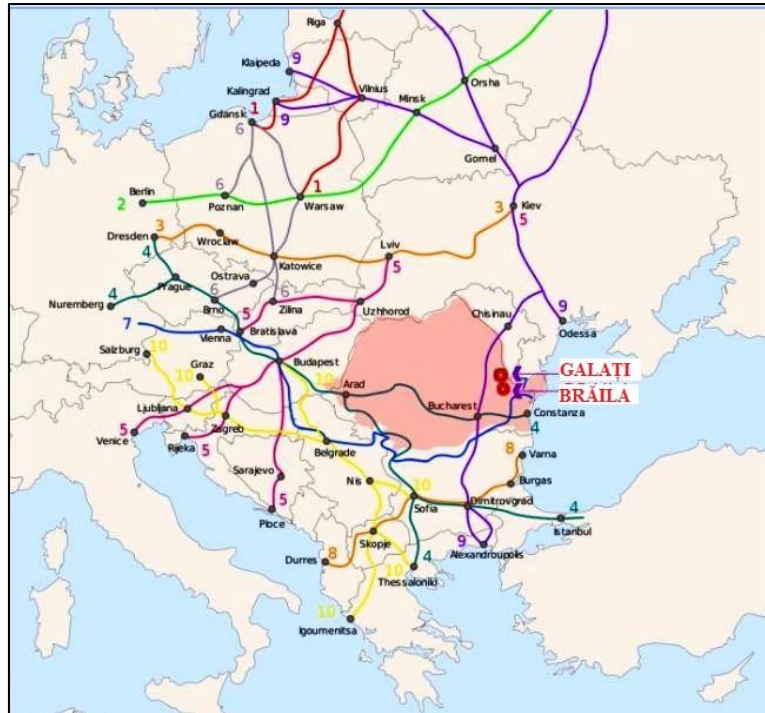 Riga
Klaipeda
9
Kalingrad
Vilnius
1
Gdansk
6
9
Minsk
Orsha
Gomel
Berlin
2
6
Poznan
1
Warsaw
3
Kiev
5
Dresden
3
4
Wroclaw
Lviv
5
Katowice
Prague
Ostrava
Nuremberg
4
6
Brno
6
Zilina
Uzhhorod
Chisinau
9
Odessa
7
5
Bratislava
Vienna
Salzburg
10
Graz
10
Budapest
10
Arad
GALAȚI
BRĂILA
Bucharest
Constanza
4
Ljubljana
Zagreb
5
Venice
Rijeka
5
Belgrade
8
Varna
Sarajevo
Nis
10
Burgas
5
Ploce
Sofia
Dimitrovgrad
4
Istanbul
Skopje
9
Alexandroupolis
8
Durres
10
4
Thessaloniki
10
Igoumenitsa